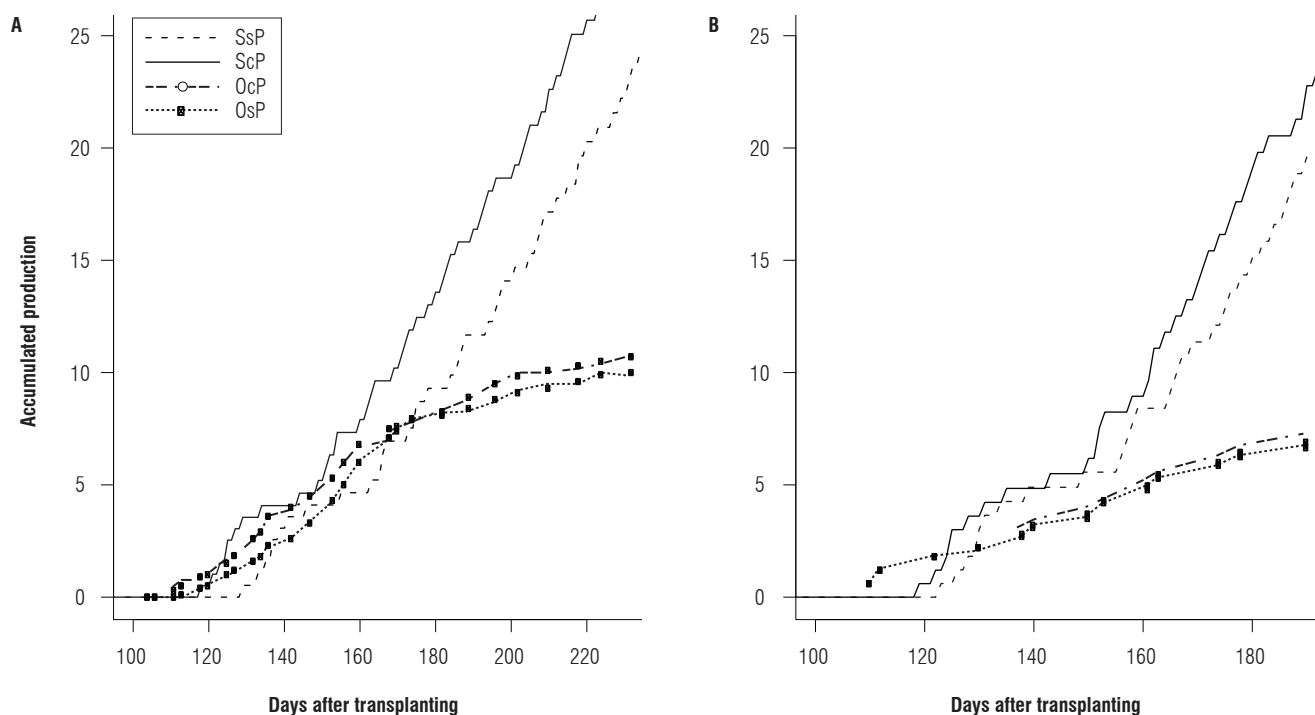 A
25
20
15
10
5
0
SsP
ScP
OcP
OsP
100 120 140 160 180 200 220
Accumulated production
Days after transplanting
B
25
20
15
10
5
0
100 120 140 160 180
Days after transplanting